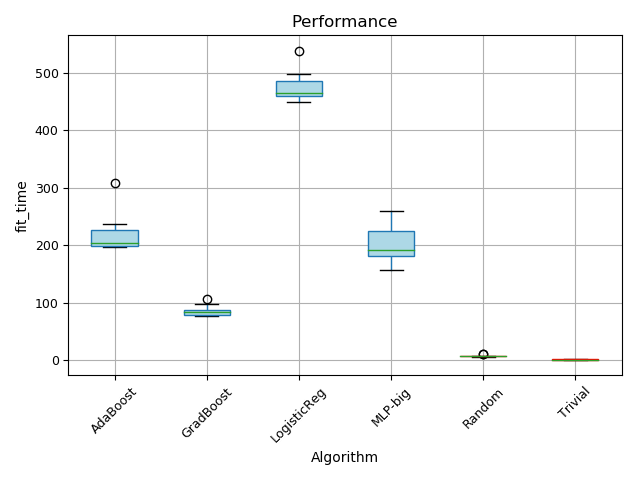 Performance
fit_time
500
400
300
200
100
0
AdaBoost
GradBoost
LogisticReg
MLP-big
Random
Trivial
Algorithm